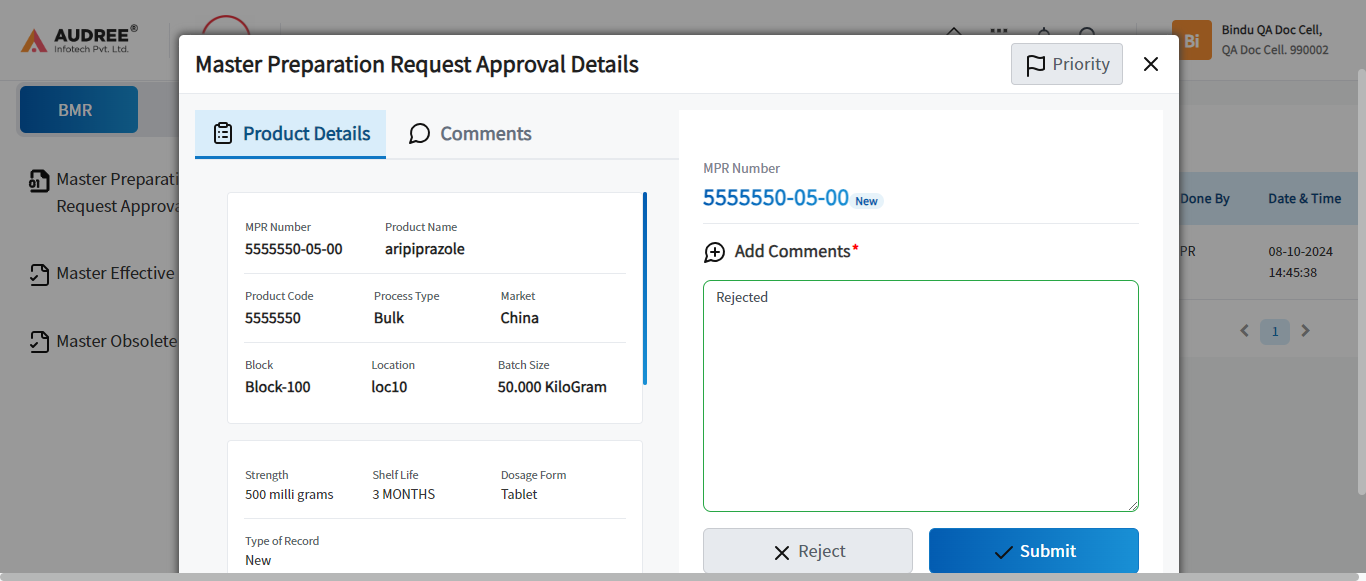 AUDREE®
Infotech Pvt. Ltd.
Bi
Bindu QA Doc Cell,
QA Doc Cell. 990002
Master Preparation Request Approval Details
Priority
BMR
Master Preparati
Request Approva
Master Effective
Master Obsolete
Product Details
Comments
MPR Number
5555550-05-00
Product Name
aripiprazole
Product Code
5555550
Process Type
Bulk
Market
China
Block
Block-100
Location
loc10
Batch Size
50.000 KiloGram
Strength
500 milli grams
Shelf Life
3 MONTHS
Dosage Form
Tablet
Type of Record
New
MPR Number
5555550-05-00 New
Add Comments*
Rejected
Reject
Submit
Done By
Date & Time
PR
08-10-2024
14:45:38
1